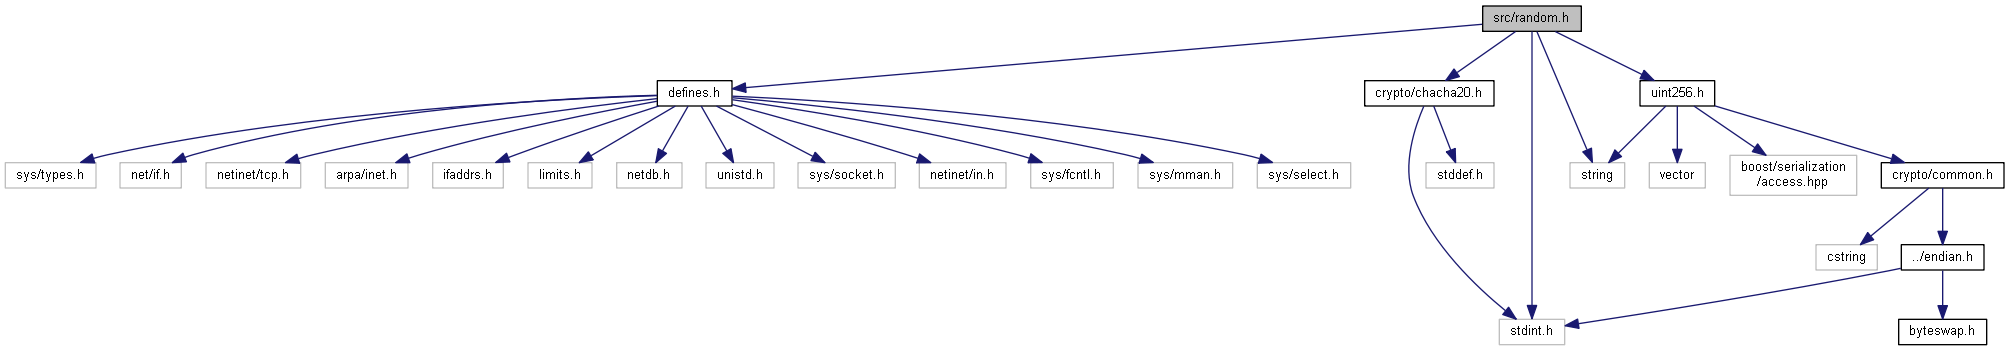 src/random.h
defines.h
crypto/chacha20.h
uint256.h
sys/types.h
net/if.h
netinet/tcp.h
arpa/inet.h
ifaddrs.h
limits.h
netdb.h
unistd.h
sys/socket.h
netinet/in.h
sys/fcntl.h
sys/mman.h
sys/select.h
stddef.h
string
vector
boost/serialization
/access.hpp
crypto/common.h
cstring
../endian.h
stdint.h
byteswap.h